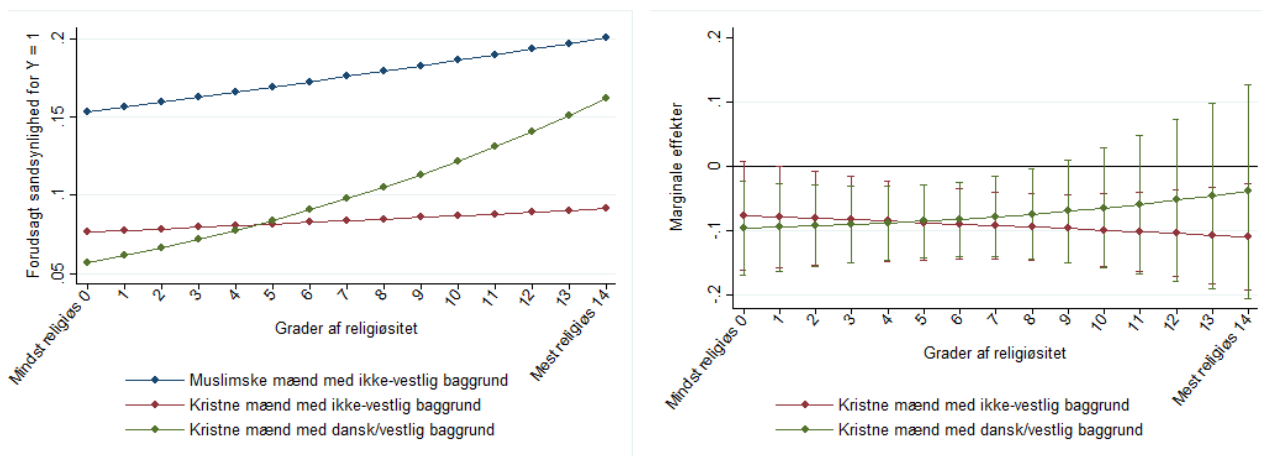 Forudsagt sandsynlighed for Y = 1
.2
.15
.1
.05
Mindst religiøs 0
1
2
3
4
5
6
7
8
9
10
11
12
13
Mest religiøs 14
Grader af religiøsitet
Muslimske mænd med ikke-vestlig baggrund
Kristne mænd med ikke-vestlig baggrund
Kristne mænd med dansk/vestlig baggrund
Marginale effekter
.2
.1
0
-.1
-.2
Mindst religiøs 0
1
2
3
4
5
6
7
8
9
10
11
12
13
Mest religiøs 14
Grader af religiøsitet
Kristne mænd med ikke-vestlig baggrund
Kristne mænd med dansk/vestlig baggrund